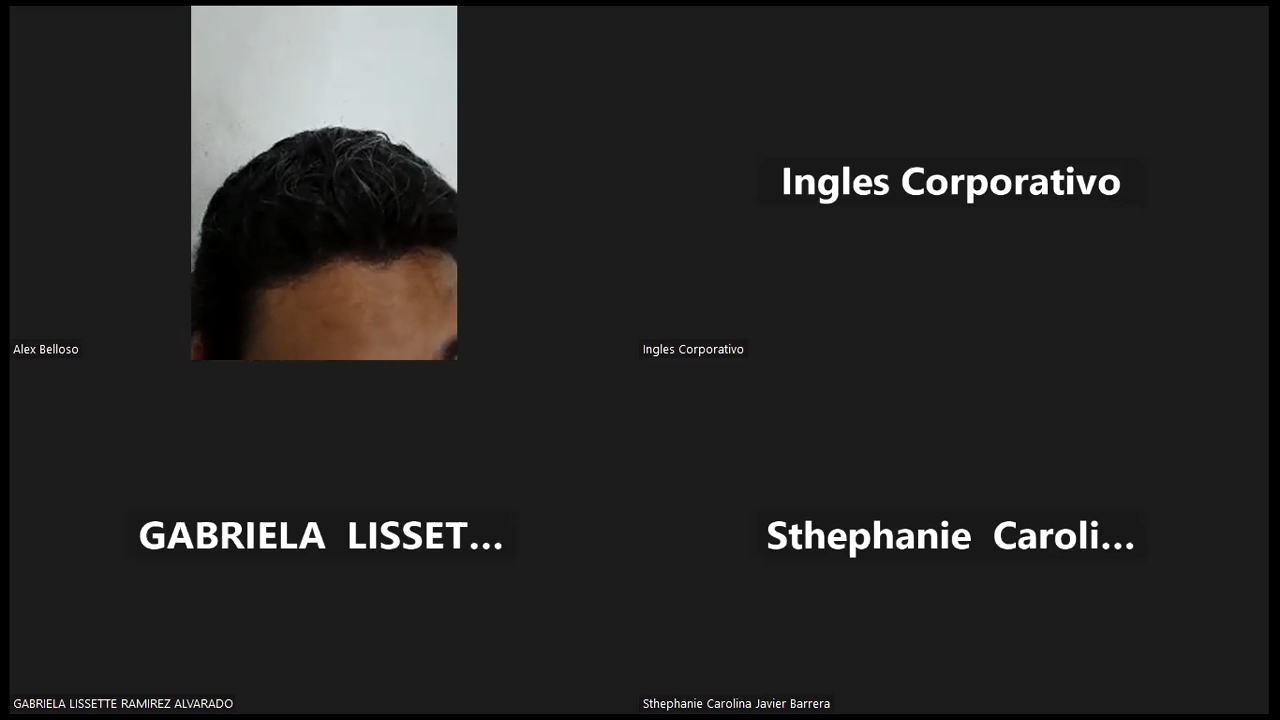 Alex Belloso
Ingles Corporativo
Ingles Corporativo
GABRIELA LISSET...
GABRIELA LISSETTE RAMIREZ ALVARADO
Sthephanie Caroli...
Sthephanie Carolina Javier Barrera